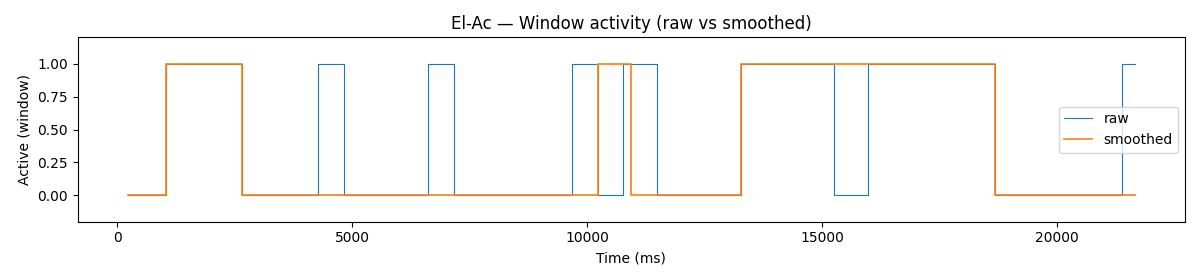 El-Ac — Window activity (raw vs smoothed)
Active (window)
1.00
0.75
0.50
0.25
0.00
raw
smoothed
0 5000 10000 15000 20000
Time (ms)